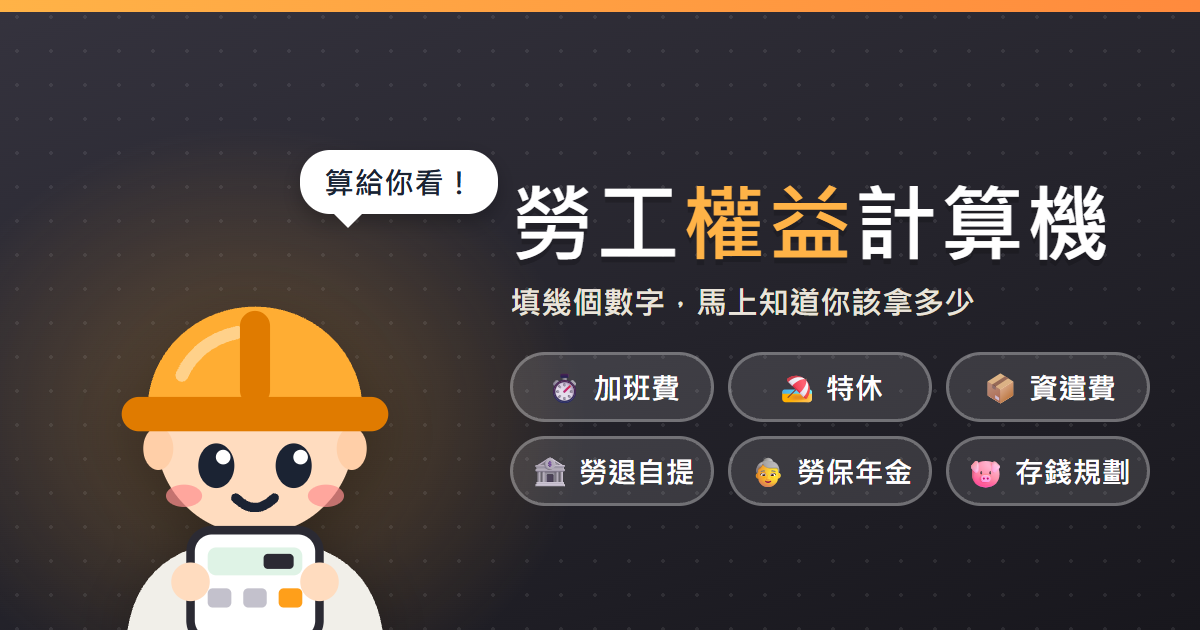 算給你看！
勞工權益計算機
填幾個數字，馬上知道你該拿多少
加班費
特休
資遣費
勞退自提
勞保年金
存錢規劃